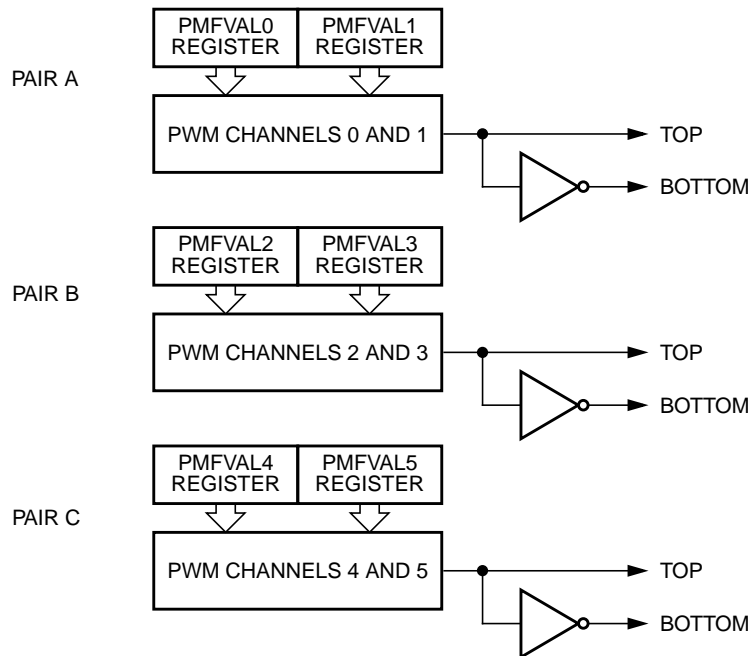 PMFVAL0 PMFVAL1
REGISTER REGISTER
PAIR A
PWM CHANNELS 0 AND 1
TOP
BOTTOM
PMFVAL2 PMFVAL3
REGISTER REGISTER
PAIR B
PWM CHANNELS 2 AND 3
TOP
BOTTOM
PMFVAL4 PMFVAL5
REGISTER REGISTER
PAIR C
PWM CHANNELS 4 AND 5
TOP
BOTTOM